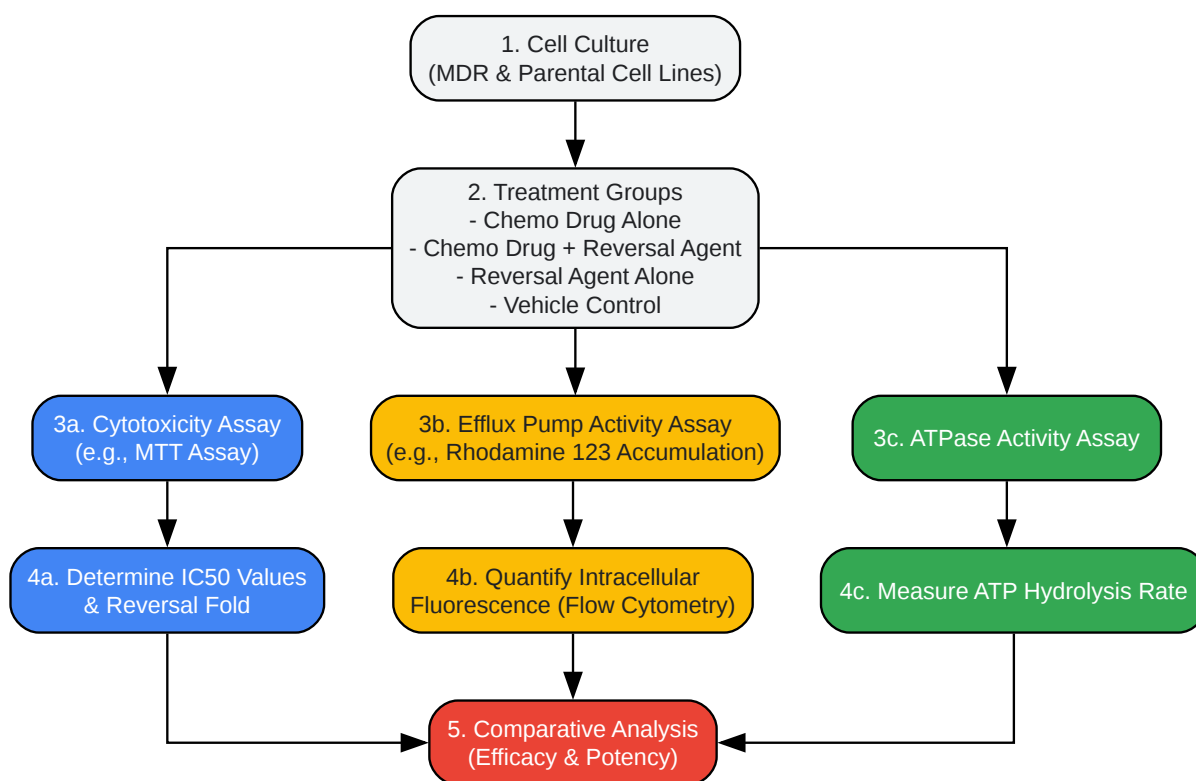 1. Cell Culture
(MDR & Parental Cell Lines)
2. Treatment Groups
- Chemo Drug Alone
- Chemo Drug + Reversal Agent
- Reversal Agent Alone
- Vehicle Control
3a. Cytotoxicity Assay
(e.g., MTT Assay)
3b. Efflux Pump Activity Assay
(e.g., Rhodamine 123 Accumulation)
3c. ATPase Activity Assay
4a. Determine IC50 Values
& Reversal Fold
4b. Quantify Intracellular
Fluorescence (Flow Cytometry)
4c. Measure ATP Hydrolysis Rate
5. Comparative Analysis
(Efficacy & Potency)